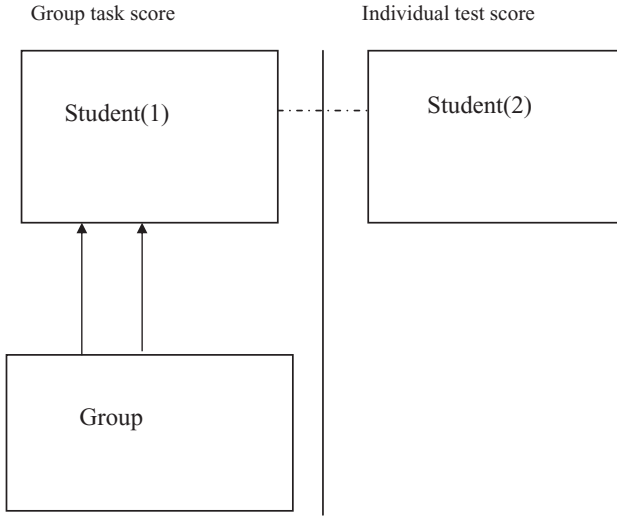 Group task score
Individual test score
Student(1)
Student(2)
Group